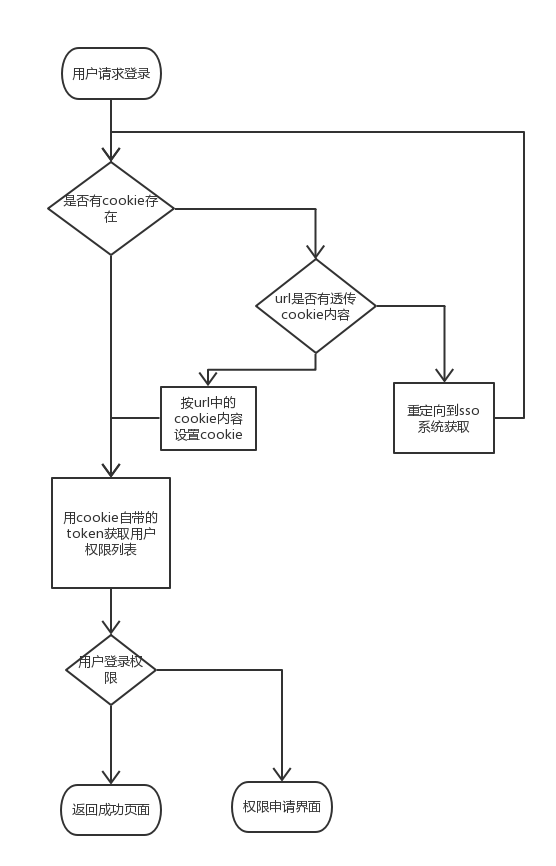 用户请求登录
是否有cookie存
在
url是否有透传
cookie内容
按url中的
cookie内容
设置cookie
重定向到sso
系统获取
用cookie自带的
token获取用户
权限列表
用户登录权
限
返回成功页面
权限申请界面